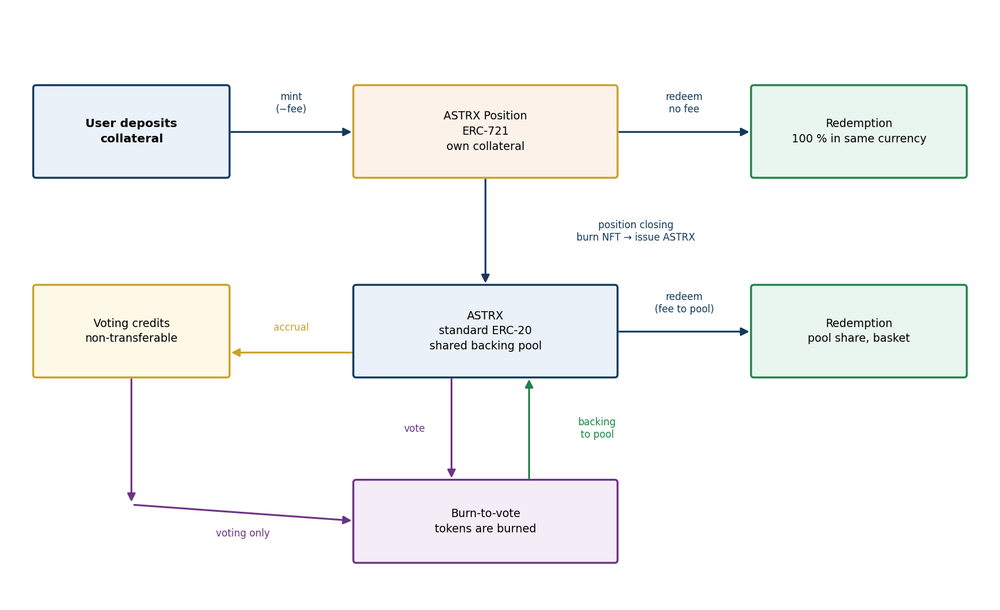 User deposits
collateral
mint
(−fee)
ASTRX Position
ERC-721
own collateral
redeem
no fee
Redemption
100 % in same currency
position closing
burn NFT → issue ASTRX
Voting credits
non-transferable
accrual
ASTRX
standard ERC-20
shared backing pool
redeem
(fee to pool)
Redemption
pool share, basket
vote
backing
to pool
voting only
Burn-to-vote
tokens are burned